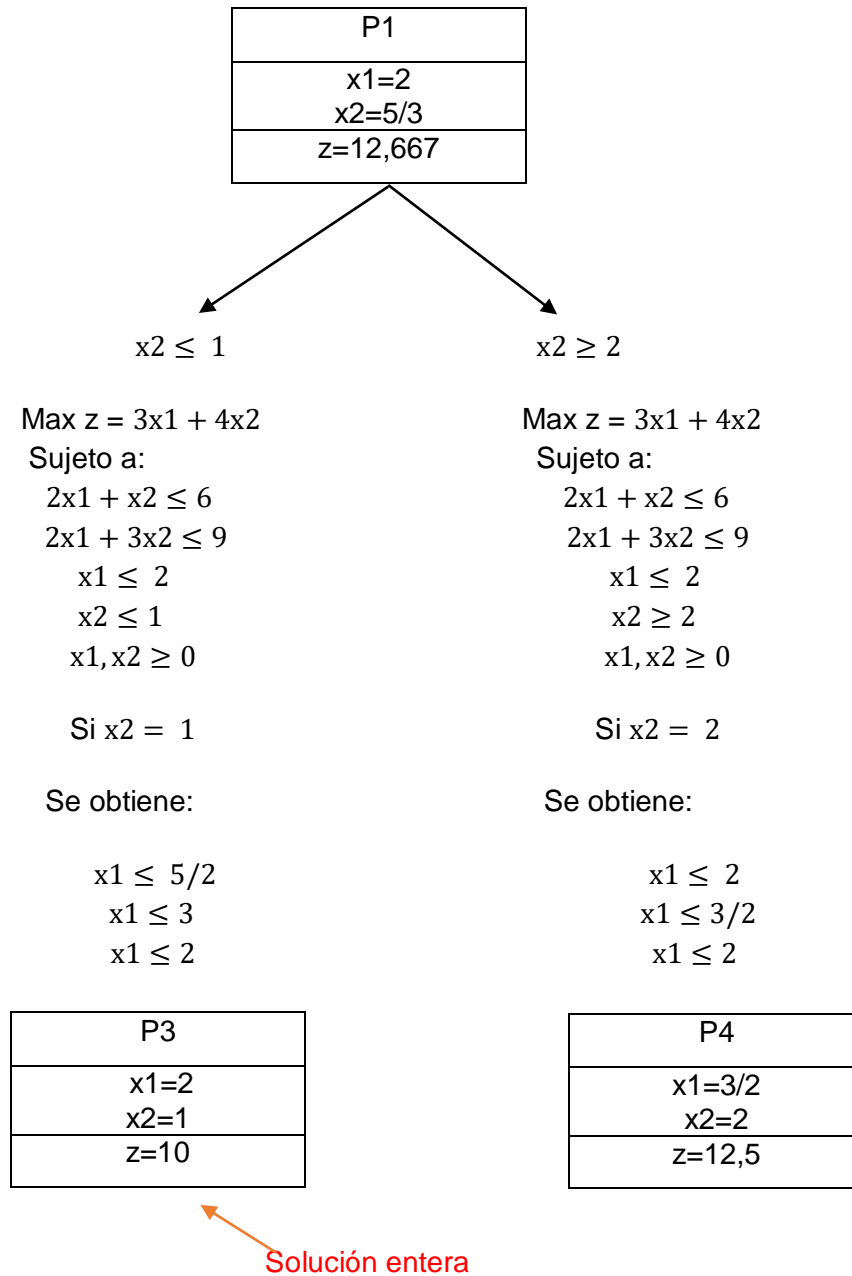 P1
x1=2
x2=5/3
z=12,667
x2 ≤ 1
Max z = 3x1 + 4x2
Sujeto a:
2x1 + x2 ≤ 6
2x1 + 3x2 ≤ 9
x1 ≤ 2
x2 ≤ 1
x1, x2 ≥ 0
Si x2 = 1
Se obtiene:
x1 ≤ 5/2
x1 ≤ 3
x1 ≤ 2
P3
x1=2
x2=1
z=10
Solución entera
x2 ≥ 2
Max z = 3x1 + 4x2
Sujeto a:
2x1 + x2 ≤ 6
2x1 + 3x2 ≤ 9
x1 ≤ 2
x2 ≥ 2
x1, x2 ≥ 0
Si x2 = 2
Se obtiene:
x1 ≤ 2
x1 ≤ 3/2
x1 ≤ 2
P4
x1=3/2
x2=2
z=12,5